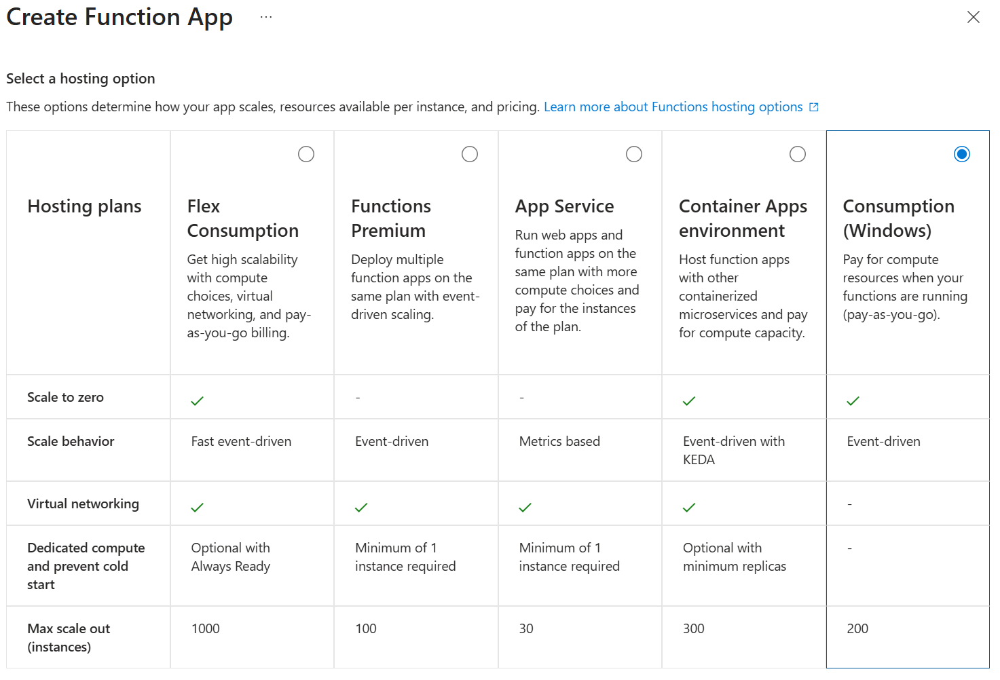 Create Function App ...
Select a hosting option
These options determine how your app scales, resources available per instance, and pricing. Learn more about Functions hosting options
Hosting plans
Flex
Consumption
Get high scalability
with compute
choices, virtual
networking, and pay-
as-you-go billing.
Functions
Premium
Deploy multiple
function apps on the
same plan with event-
driven scaling.
App Service
Run web apps and
function apps on the
same plan with more
compute choices and
pay for the instances
of the plan.
Container Apps
environment
Host function apps
with other
containerized
microservices and pay
for compute capacity.
Consumption
(Windows)
Pay for compute
resources when your
functions are running
(pay-as-you-go).
Scale to zero
-
-
Scale behavior
Fast event-driven
Event-driven
Metrics based
Event-driven with
KEDA
Event-driven
Virtual networking
-
Dedicated compute
and prevent cold
start
Optional with
Always Ready
Minimum of 1
instance required
Minimum of 1
instance required
Optional with
minimum replicas
-
Max scale out
(instances)
1000
100
30
300
200